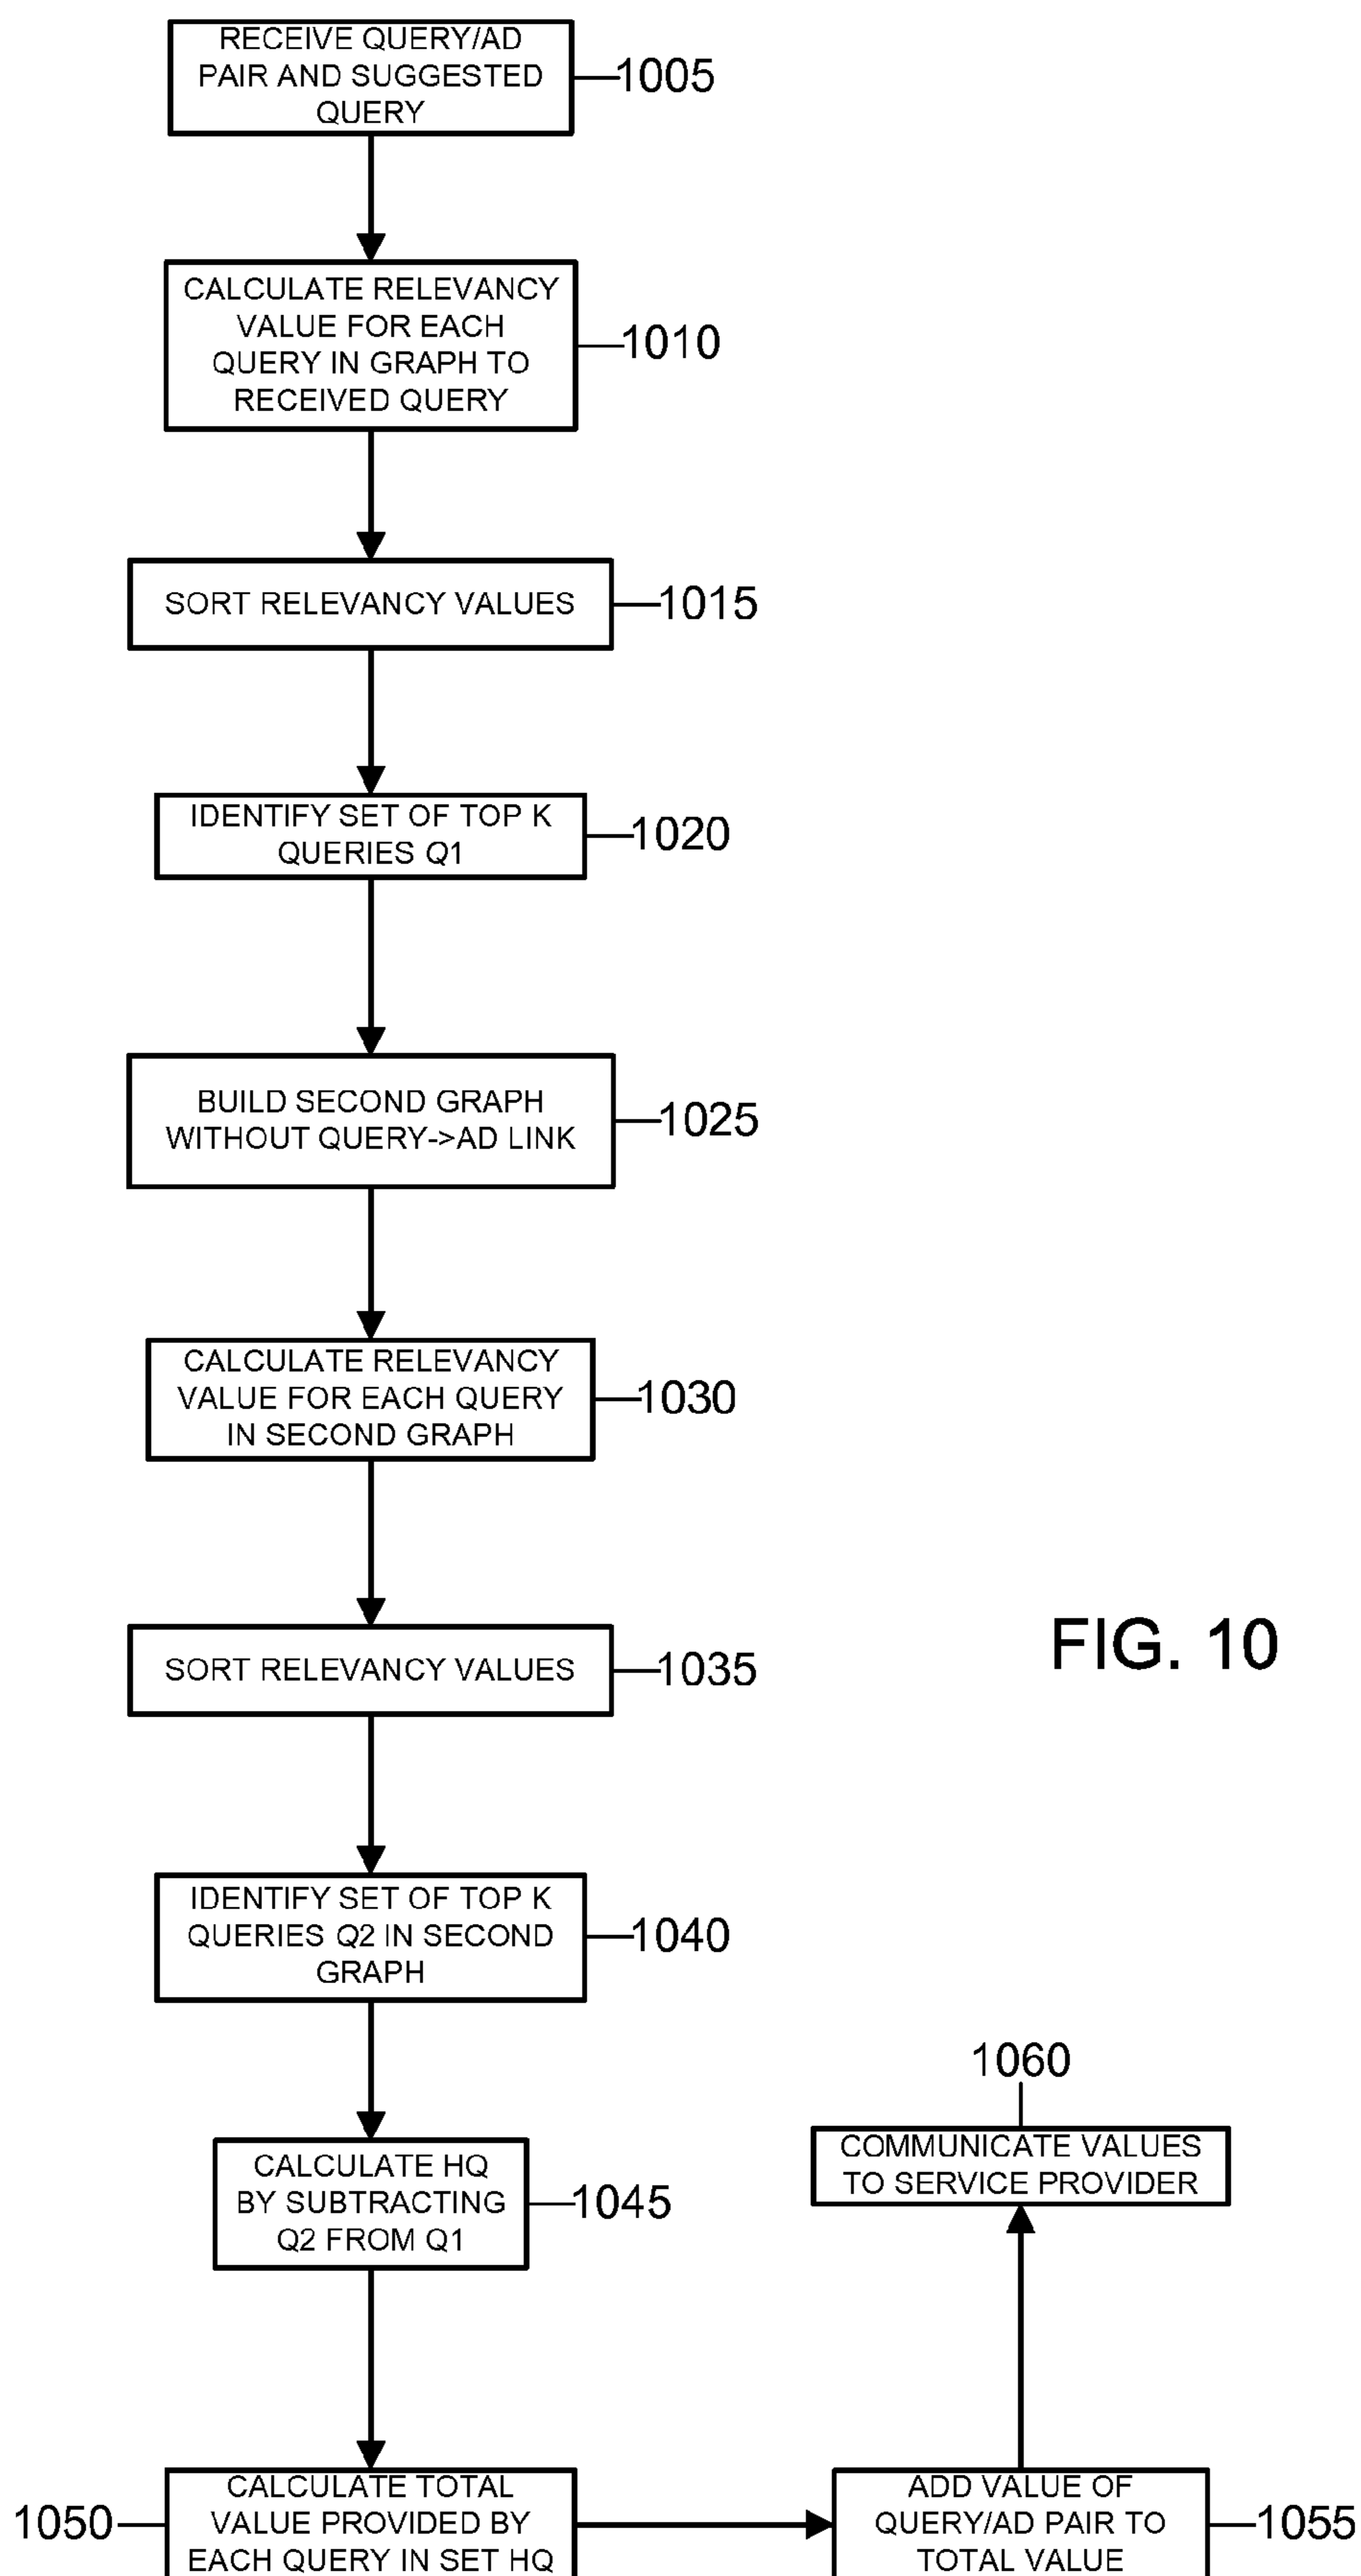 RECEIVE QUERY/AD
PAIR AND SUGGESTED
QUERY
1005
CALCULATE RELEVANCY
VALUE FOR EACH
QUERY IN GRAPH TO
RECEIVED QUERY
1010
SORT RELEVANCY VALUES
1015
IDENTIFY SET OF TOP K
QUERIES Q1
1020
BUILD SECOND GRAPH
WITHOUT QUERY->AD LINK
1025
CALCULATE RELEVANCY
VALUE FOR EACH QUERY
IN SECOND GRAPH
1030
SORT RELEVANCY VALUES
1035
FIG. 10
IDENTIFY SET OF TOP K
QUERIES Q2 IN SECOND
GRAPH
1040
CALCULATE HQ
BY SUBTRACTING
Q2 FROM Q1
1045
1050
CALCULATE TOTAL
VALUE PROVIDED BY
EACH QUERY IN SET HQ
ADD VALUE OF
QUERY/AD PAIR TO
TOTAL VALUE
1055
1060
COMMUNICATE VALUES
TO SERVICE PROVIDER